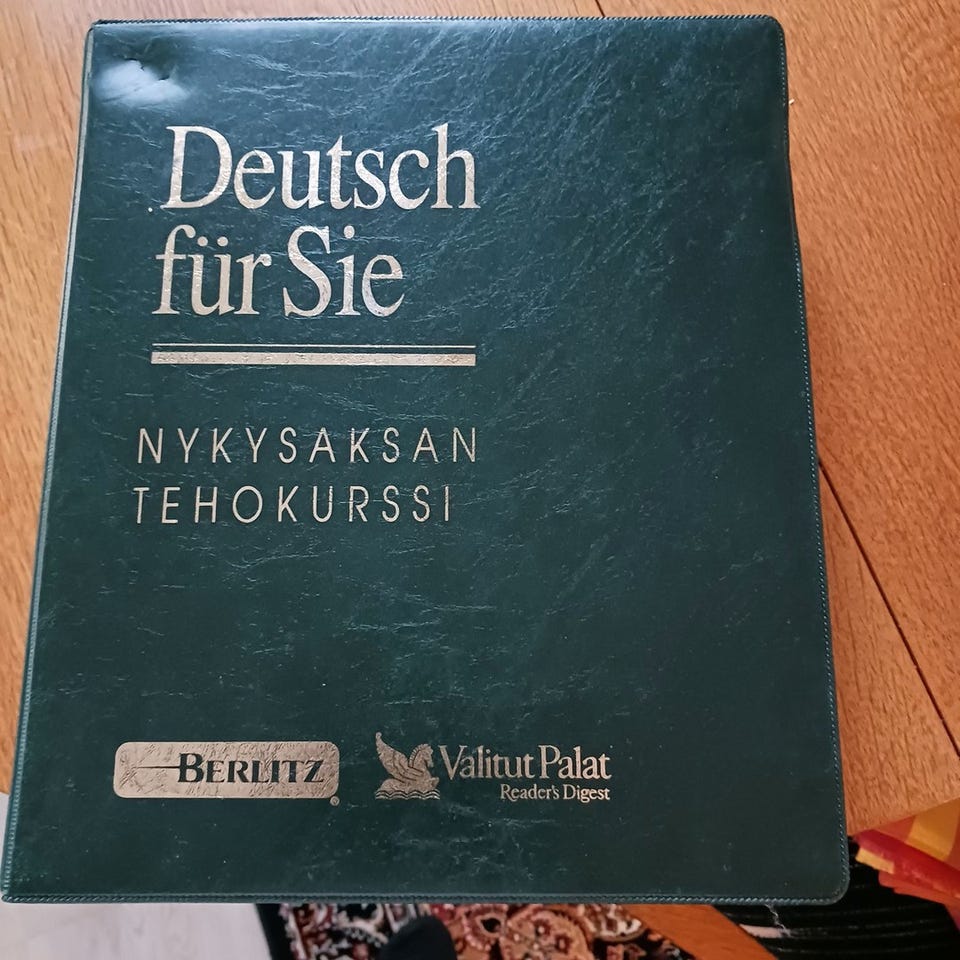 Deutsch
für Sie
NYKYSAKSAN
TEHOKURSSI
BERLITZ®
Valitut Palat
Reader's Digest